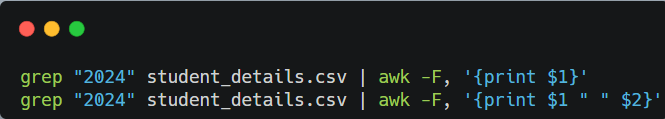 grep "2024" student_details.csv | awk -F, '{print $1}'
grep "2024" student_details.csv | awk -F, '{print $1 " " $2}'